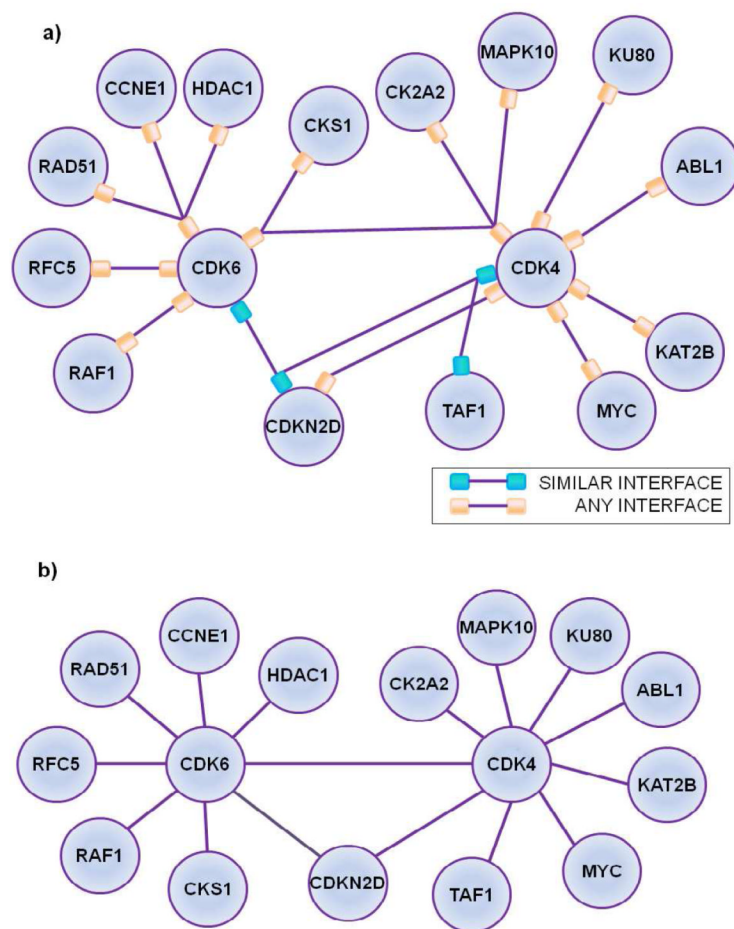 a)
MAPK10
KU80
CCNE1
HDAC1
CK2A2
CKS1
RAD51
ABL1
RFC5
CDK6
CDK4
KAT2B
RAF1
CDKN2D
TAF1
MYC
SIMILAR INTERFACE
ANY INTERFACE
b)
MAPK10
CCNE1
KU80
RAD51
HDAC1
CK2A2
ABL1
RFC5
CDK6
CDK4
KAT2B
RAF1
CKS1
CDKN2D
TAF1
MYC